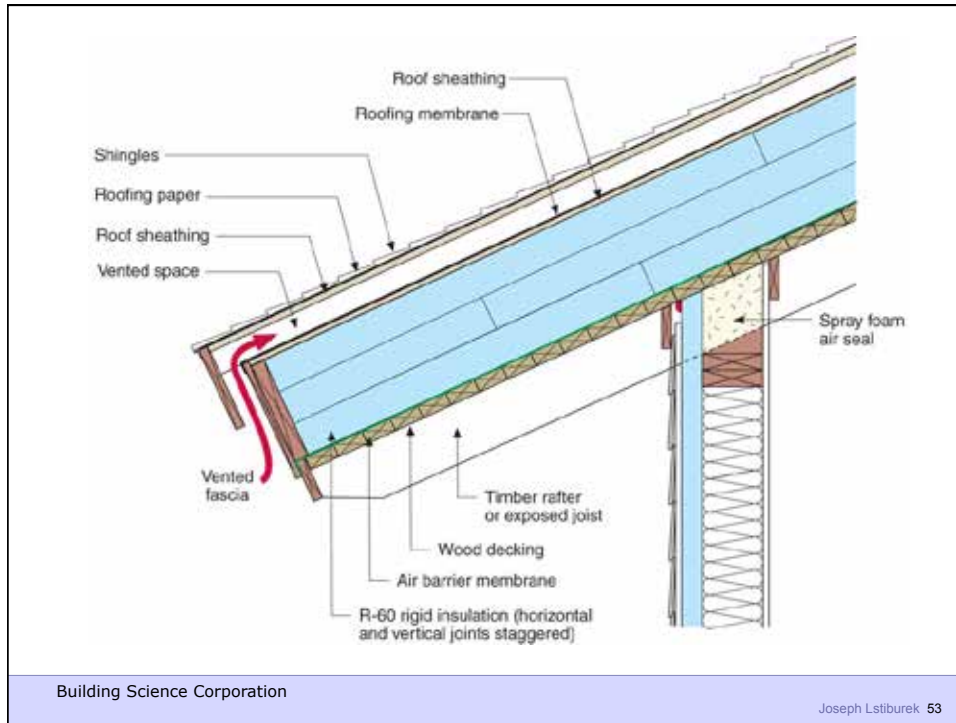 Roof sheathing
Roofing membrane
Shingles
Roofing paper
Roof sheathing
Vented space
Spray foam
air seal
Vented
fascia
Timber rafter
or exposed joist
Wood decking
Air barrier membrane
R-60 rigid insulation (horizontal
and vertical joints staggered)
Building Science Corporation
Joseph Lstiburek 53